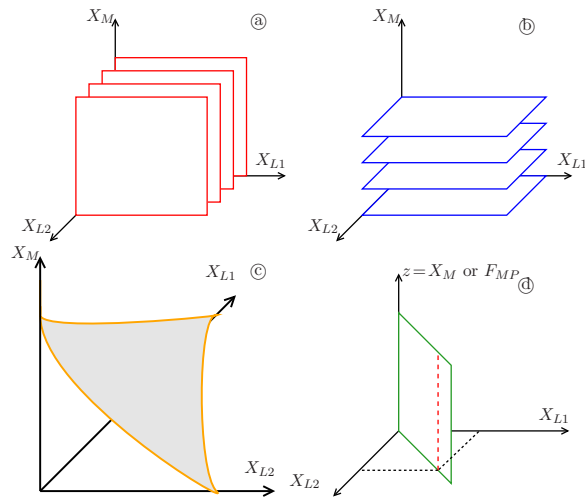 X_M
ⓐ
X_{L1}
X_{L2}
X_M
ⓑ
X_{L1}
X_{L2}
X_M
X_{L1}
ⓒ
X_{L2}
z = X_M or F_{MP}
ⓓ
X_{L1}
X_{L2}